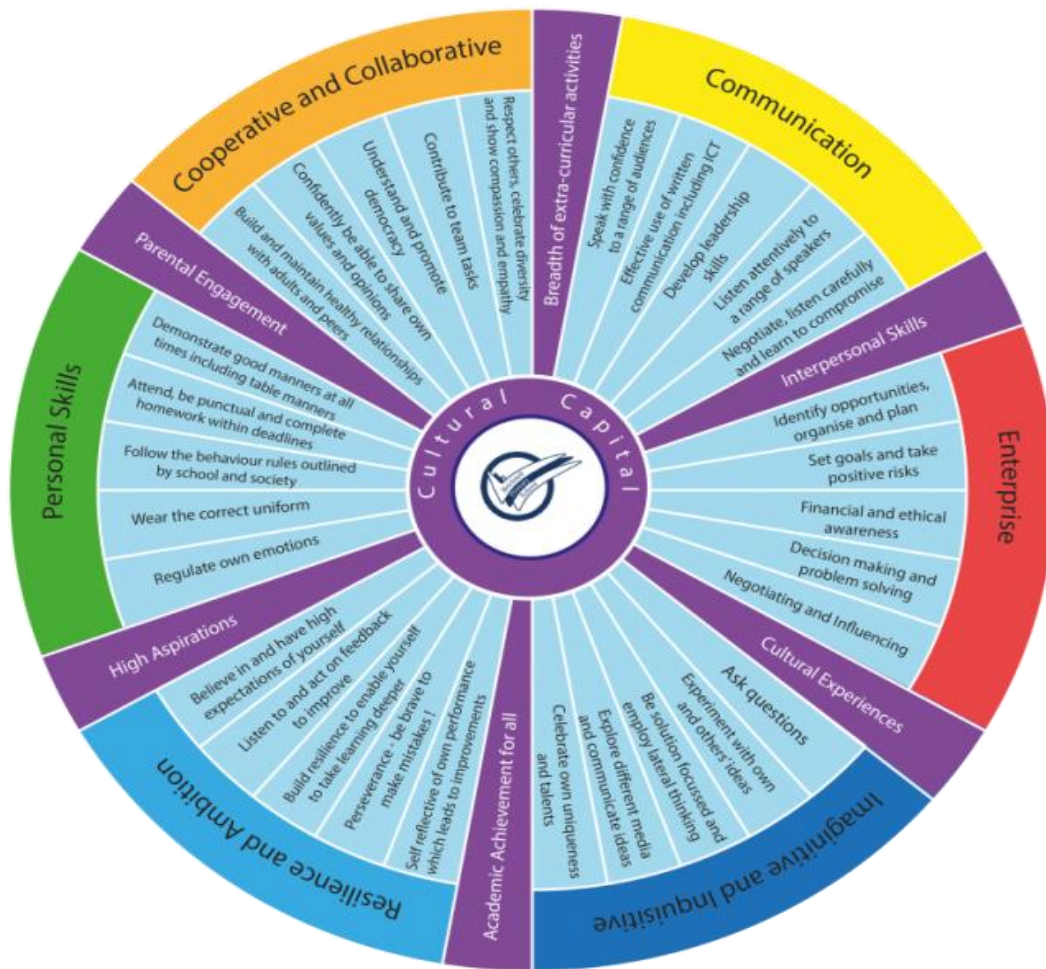 Cultural Capital
Breadth of extra-curricular activities
Communication
Speak with confidence
to a range of audiences
Effective use of written
communication including ICT
Develop leadership
skills
Listen attentively to
a range of speakers
Negotiate, listen carefully
and learn to compromise
Interpersonal Skills
Enterprise
Identify opportunities,
organise and plan
Set goals and take
positive risks
Financial and ethical
awareness
Decision making and
problem solving
Negotiating and Influencing
Cultural Experiences
Imaginitive and Inquisitive
Ask questions
Experiment with own
and others' ideas
Be solution focussed and
employ lateral thinking
Explore different media
and communicate ideas
Celebrate own uniqueness
and talents
Academic Achievement for all
Resilience and Ambition
Self reflective of own performance
which leads to improvements
Perseverance - be brave to
make mistakes !
Build resilience to enable yourself
to take learning deeper
Listen to and act on feedback
to improve
Believe in and have high
expectations of yourself
High Aspirations
Personal Skills
Regulate own emotions
Wear the correct uniform
Follow the behaviour rules outlined
by school and society
Attend, be punctual and complete
homework within deadlines
Demonstrate good manners at all
times including table manners
Parental Engagement
Cooperative and Collaborative
Build and maintain healthy relationships
with adults and peers
Confidently be able to share own
values and opinions
Understand and promote
democracy
Contribute to team tasks
Respect others, celebrate diversity
and show compassion and empathy